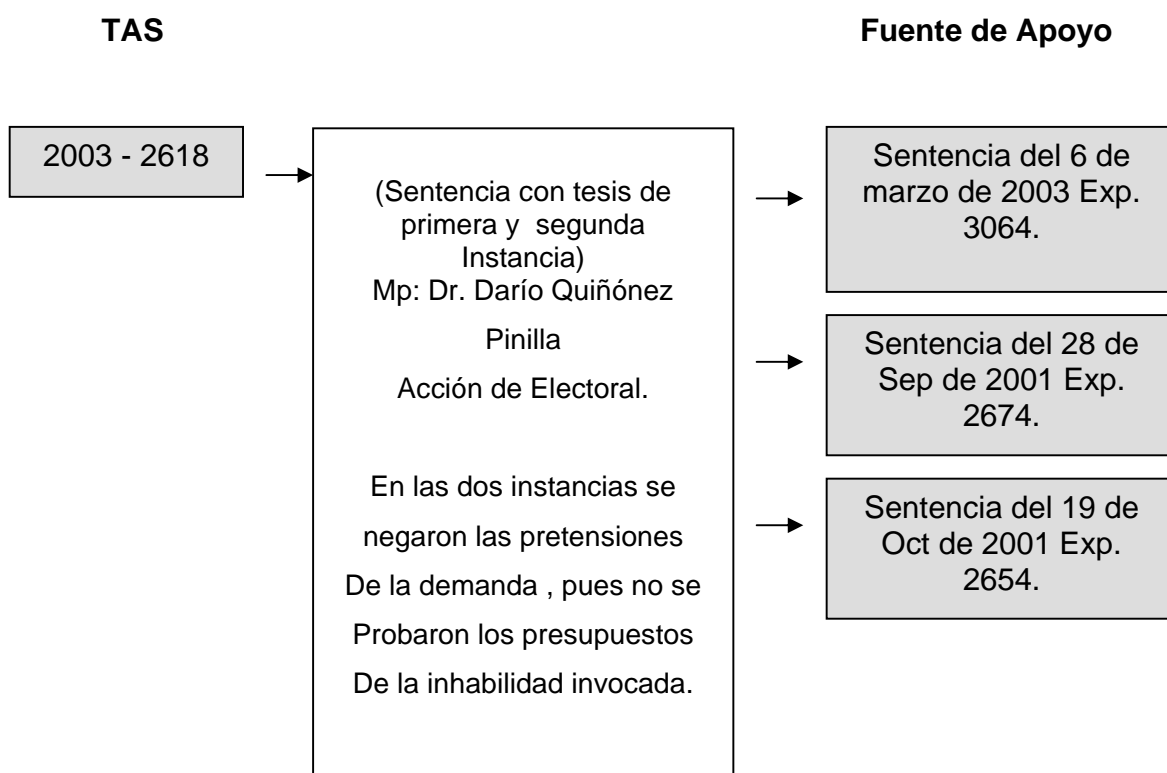 TAS
Fuente de Apoyo
2003 - 2618
(Sentencia con tesis de
primera y segunda
Instancia)
Mp: Dr. Darío Quiñónez
Pinilla
Acción de Electoral.
En las dos instancias se
negaron las pretensiones
De la demanda , pues no se
Probaron los presupuestos
De la inhabilidad invocada.
Sentencia del 6 de
marzo de 2003 Exp.
3064.
Sentencia del 28 de
Sep de 2001 Exp.
2674.
Sentencia del 19 de
Oct de 2001 Exp.
2654.